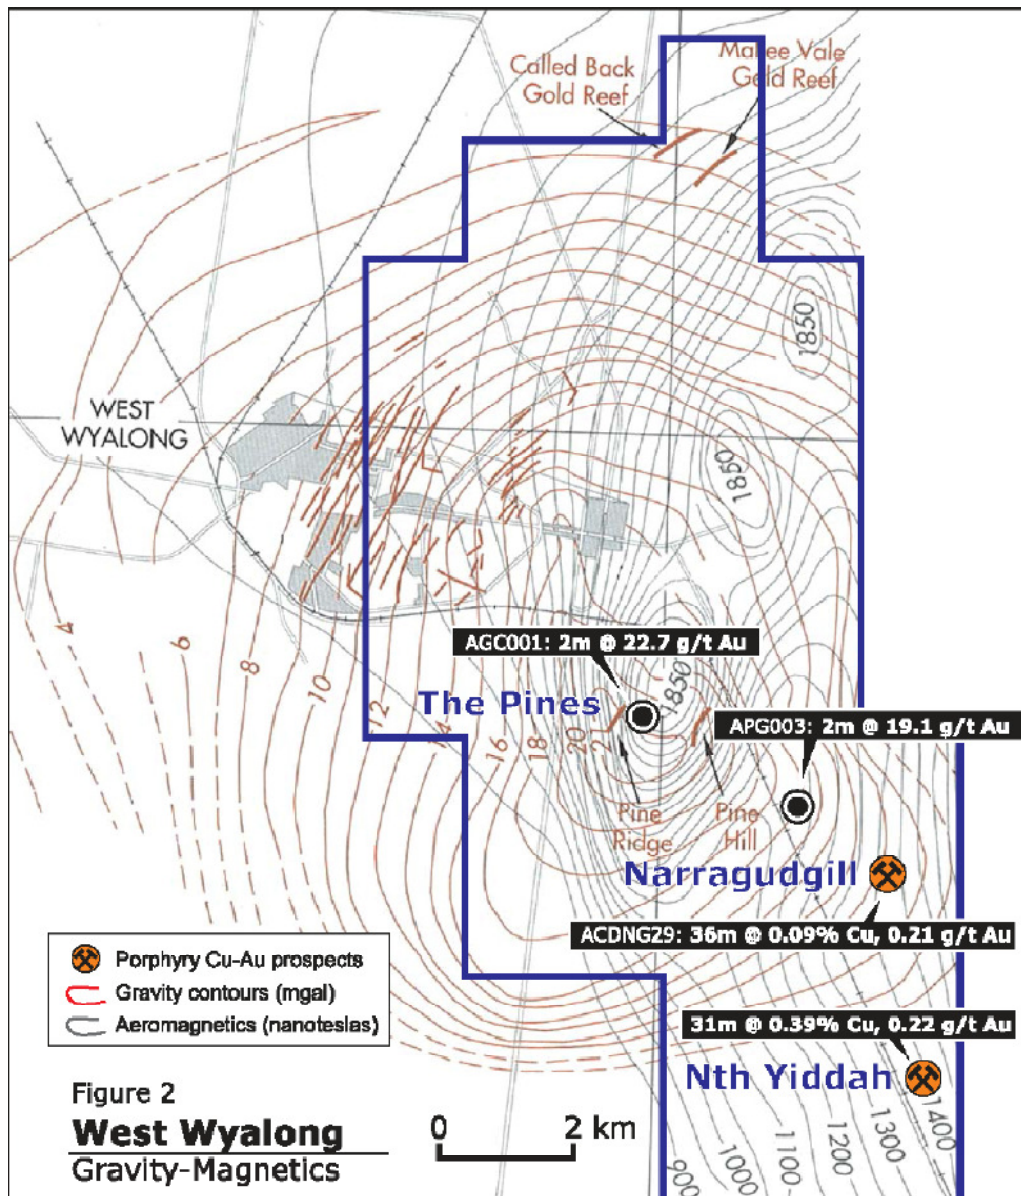 Called Back
Gold Reef
Mallee Vale
Gold Reef
1850
WEST
WYALONG
1850
4
6
8
10
12
14
16
18
20
AGC001: 2m @ 22.7 g/t Au
1850
The Pines
APG003: 2m @ 19.1 g/t Au
Pine
Ridge
Pine
Hill
Narragudgill
ACDNG29: 36m @ 0.09% Cu, 0.21 g/t Au
Porphyry Cu-Au prospects
Gravity contours (mgal)
Aeromagnetics (nanoteslas)
31m @ 0.39% Cu, 0.22 g/t Au
Nth Yiddah
Figure 2
West Wyalong
Gravity-Magnetics
0 2 km
900
1000
1100
1200
1300
1400